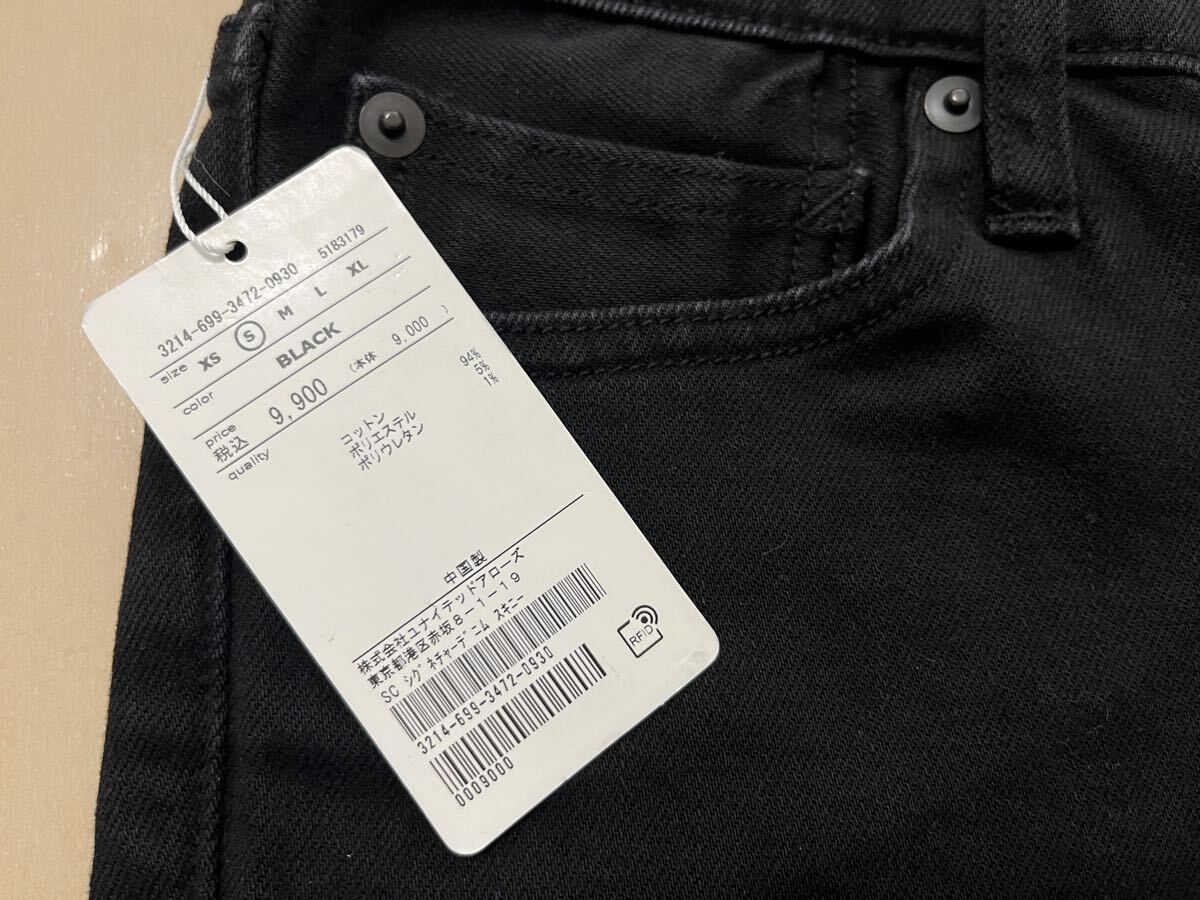 3214-699-3472-0930 5183179
size XS S M L XL
color BLACK
price
税込 9,900 (本体 9,000 )
quality
コットン 94%
ポリエステル 5%
ポリウレタン 1%
中国製
株式会社ユナイテッドアローズ
東京都港区赤坂8-1-19
SC シグネチャーデニム スキニー
3214-699-3472-0930
0009000
RFID